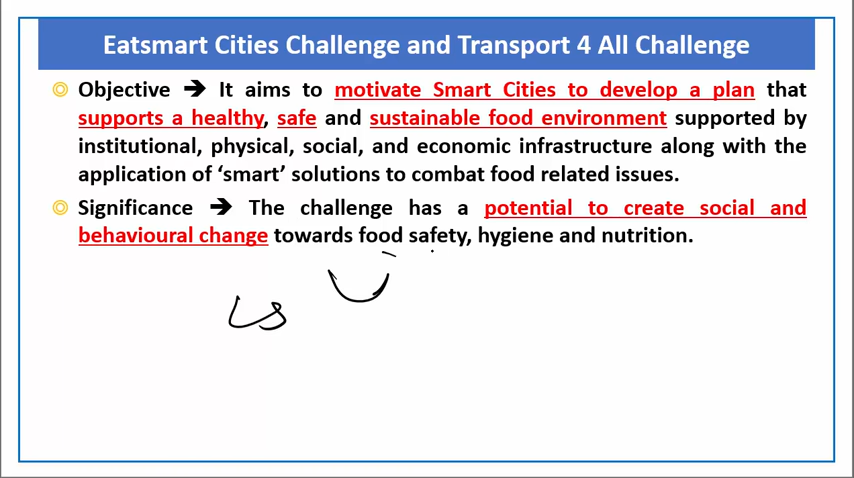 Eatsmart Cities Challenge and Transport 4 All Challenge
Objective ➔ It aims to motivate Smart Cities to develop a plan that
supports a healthy, safe and sustainable food environment supported by
institutional, physical, social, and economic infrastructure along with the
application of ‘smart’ solutions to combat food related issues.
Significance ➔ The challenge has a potential to create social and
behavioural change towards food safety, hygiene and nutrition.